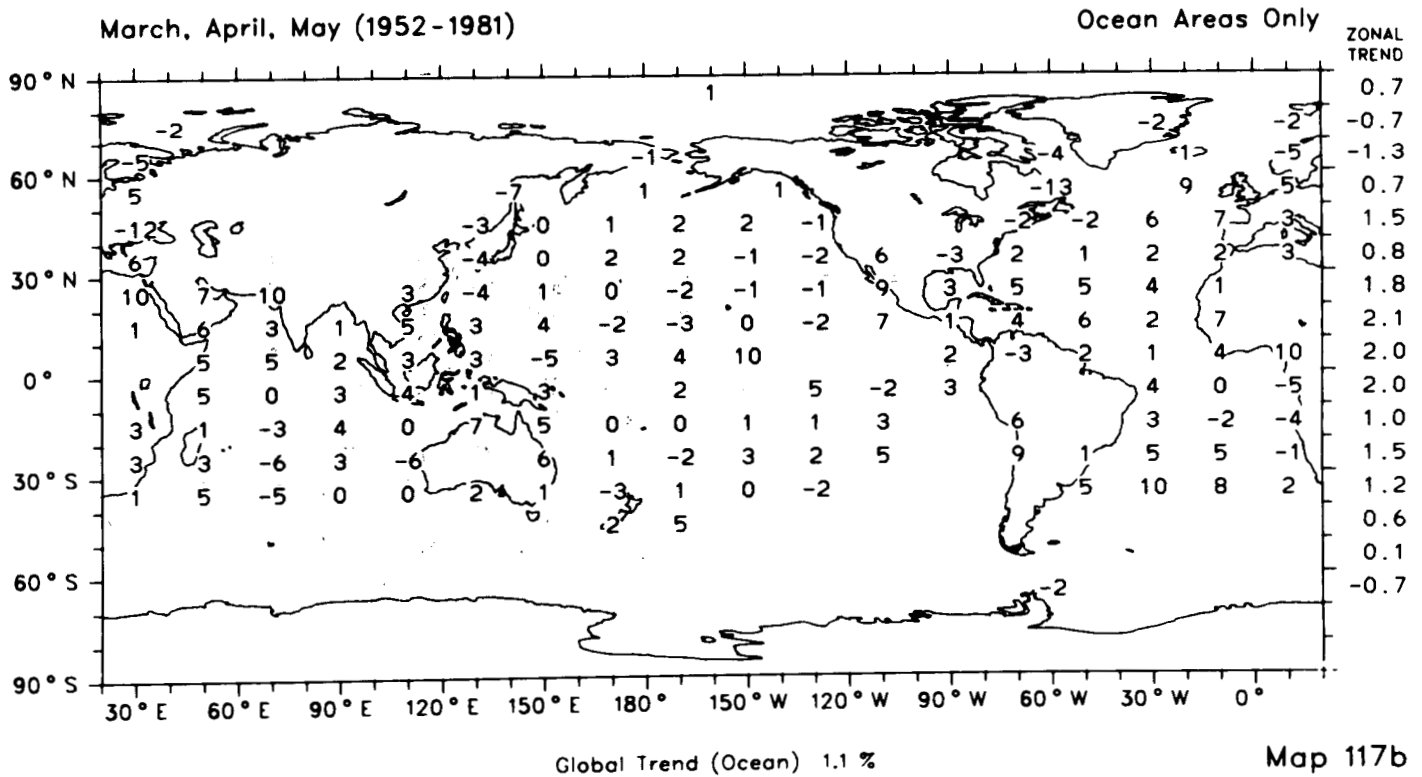 March, April, May (1952-1981)
Ocean Areas Only
ZONAL
TREND
90°N 1 0.7
-2 -2 -2 -0.7
-5 -1 -4 1 -5 -1.3
60°N 5 -7 1 1 -13 9 5 0.7
-12 -3 0 1 2 2 -1 -2 -2 6 7 3 1.5
6 -4 0 2 2 -1 -2 6 -3 2 1 2 2 3 0.8
30°N 10 7 10 3 -4 1 0 -2 -1 -1 9 3 5 5 4 1 1.8
1 6 3 1 5 3 4 -2 -3 0 -2 7 1 4 6 2 7 2.1
5 5 2 3 3 -5 3 4 10 2 -3 2 1 4 10 2.0
0° 5 0 3 4 1 3 2 5 -2 3 4 0 -5 2.0
3 1 -3 4 0 7 5 0 0 1 1 3 6 3 -2 -4 1.0
3 3 -6 3 -6 6 1 -2 3 2 5 9 1 5 5 -1 1.5
30°S 1 5 -5 0 0 2 1 -3 1 0 -2 5 10 8 2 1.2
2 5 0.6
0.1
60°S -2 -0.7
90°S
30°E 60°E 90°E 120°E 150°E 180° 150°W 120°W 90°W 60°W 30°W 0°
Global Trend (Ocean) 1.1 %
Map 117b